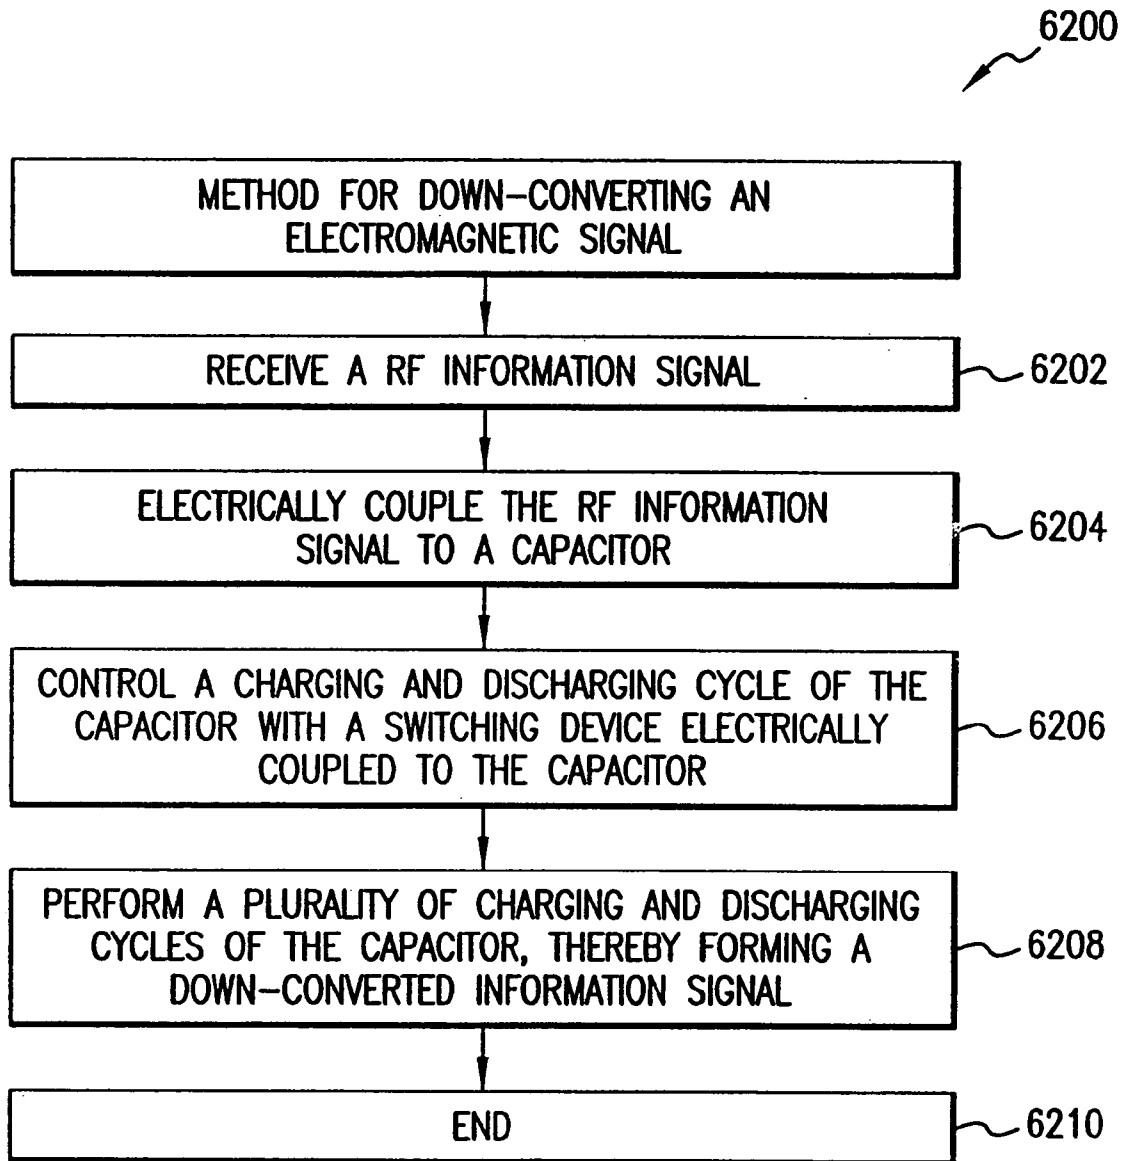 6200
METHOD FOR DOWN-CONVERTING AN
ELECTROMAGNETIC SIGNAL
RECEIVE A RF INFORMATION SIGNAL
6202
ELECTRICALLY COUPLE THE RF INFORMATION
SIGNAL TO A CAPACITOR
6204
CONTROL A CHARGING AND DISCHARGING CYCLE OF THE
CAPACITOR WITH A SWITCHING DEVICE ELECTRICALLY
COUPLED TO THE CAPACITOR
6206
PERFORM A PLURALITY OF CHARGING AND DISCHARGING
CYCLES OF THE CAPACITOR, THEREBY FORMING A
DOWN-CONVERTED INFORMATION SIGNAL
6208
END
6210